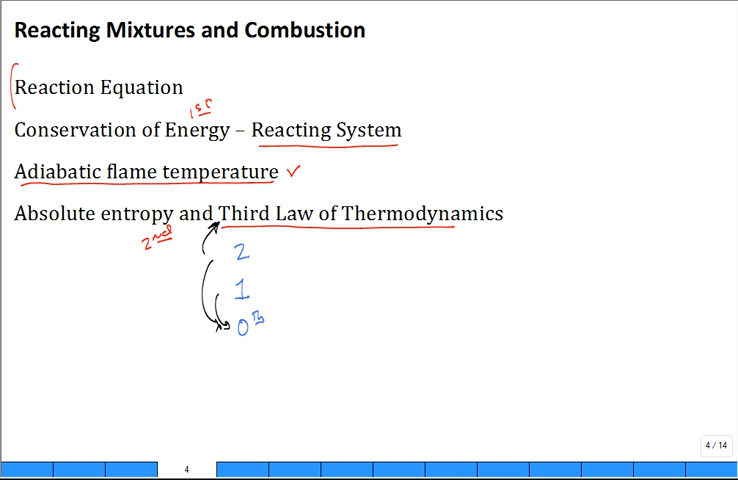 Reacting Mixtures and Combustion
Reaction Equation
1st
Conservation of Energy – Reacting System
Adiabatic flame temperature
Absolute entropy and Third Law of Thermodynamics
2nd
2
1
0th
4 / 14
4